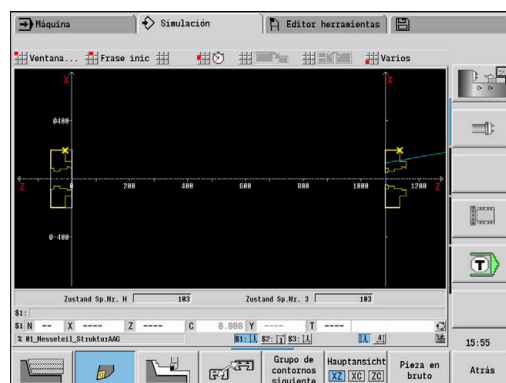 Máquina
Simulación
Editor herramientas
Ventana...
Frase inic
Varios
X
X
0400
Z
0
200
400
600
800
1000
1200
Z
0-400
Zustand Sp.Nr. H 103
Zustand Sp.Nr. 3 103
$1:
$1 N -- X ---- Z ---- C 0.000 Y ---- T ----
% 01_Messeteil_StrukturAAG
$1: $2: $3:
T
15:55
Grupo de contornos siguiente
Hauptansicht
XZ XC ZC
Pieza en bruto
Atrás